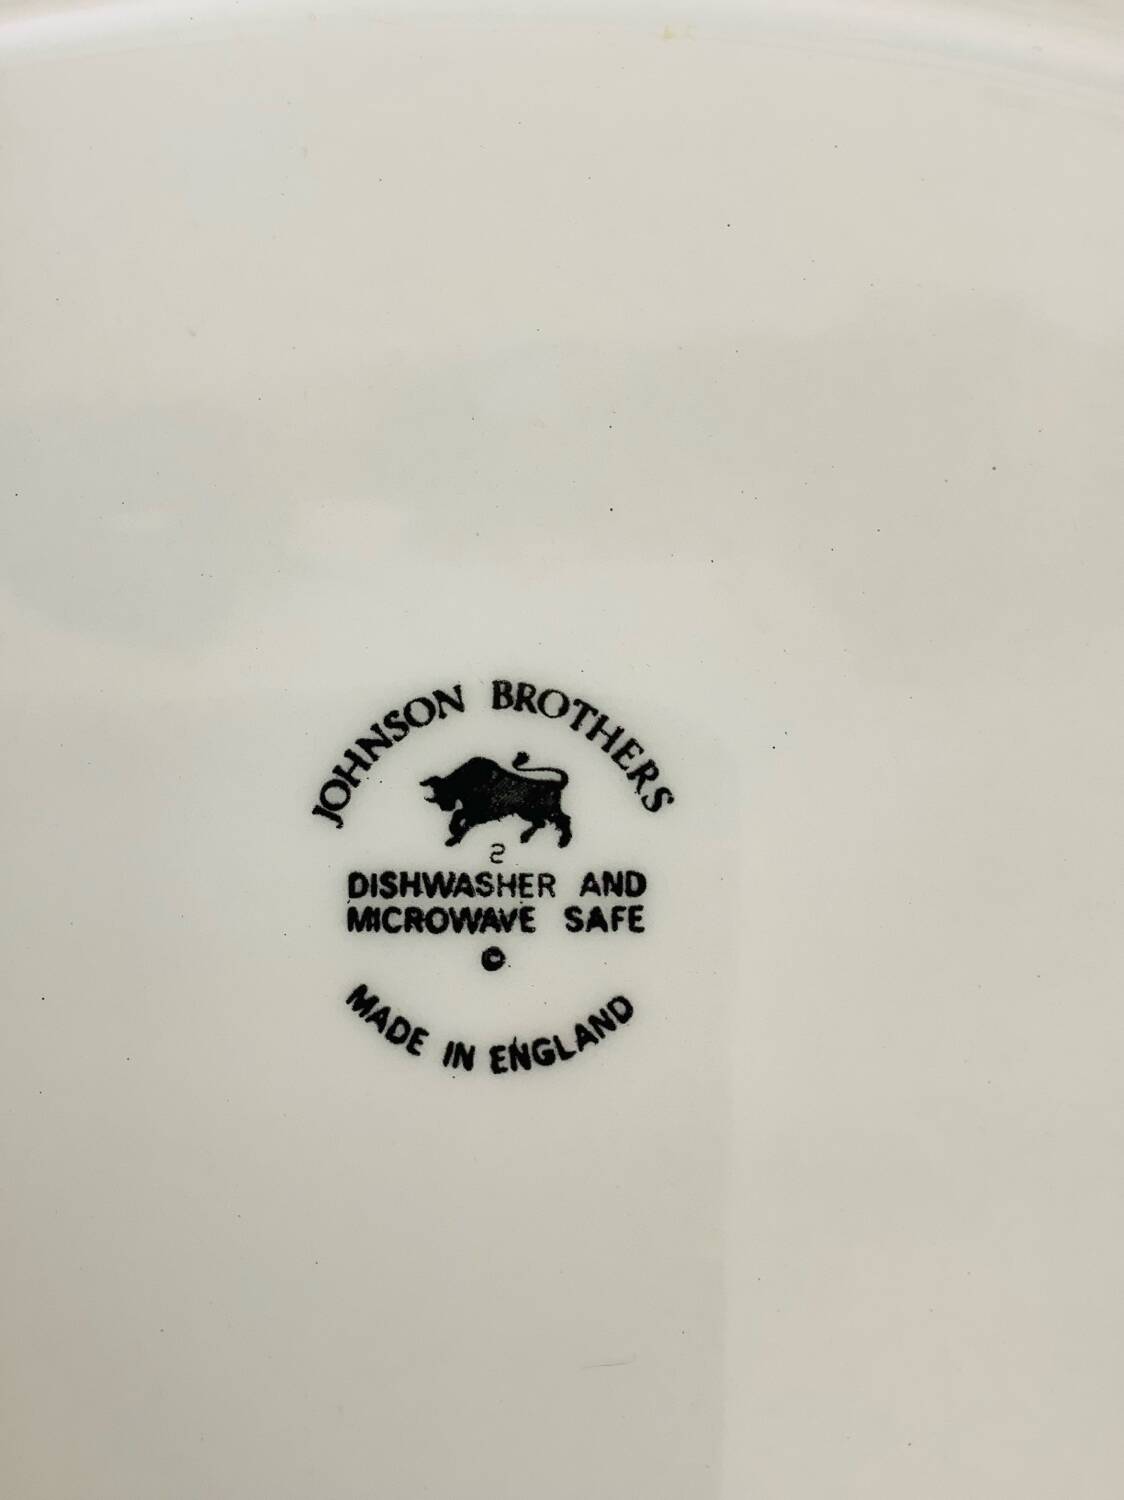 JOHNSON BROTHERS
2
DISHWASHER AND
MICROWAVE SAFE
©
MADE IN ENGLAND